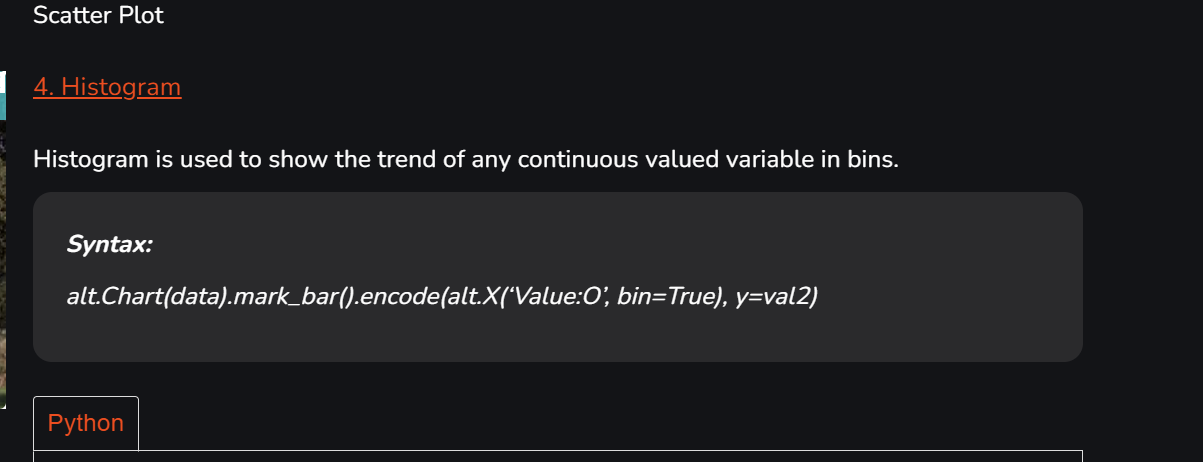 Scatter Plot
4. Histogram
Histogram is used to show the trend of any continuous valued variable in bins.
Syntax:
alt.Chart(data).mark_bar().encode(alt.X(‘Value:O’, bin=True), y=val2)
Python